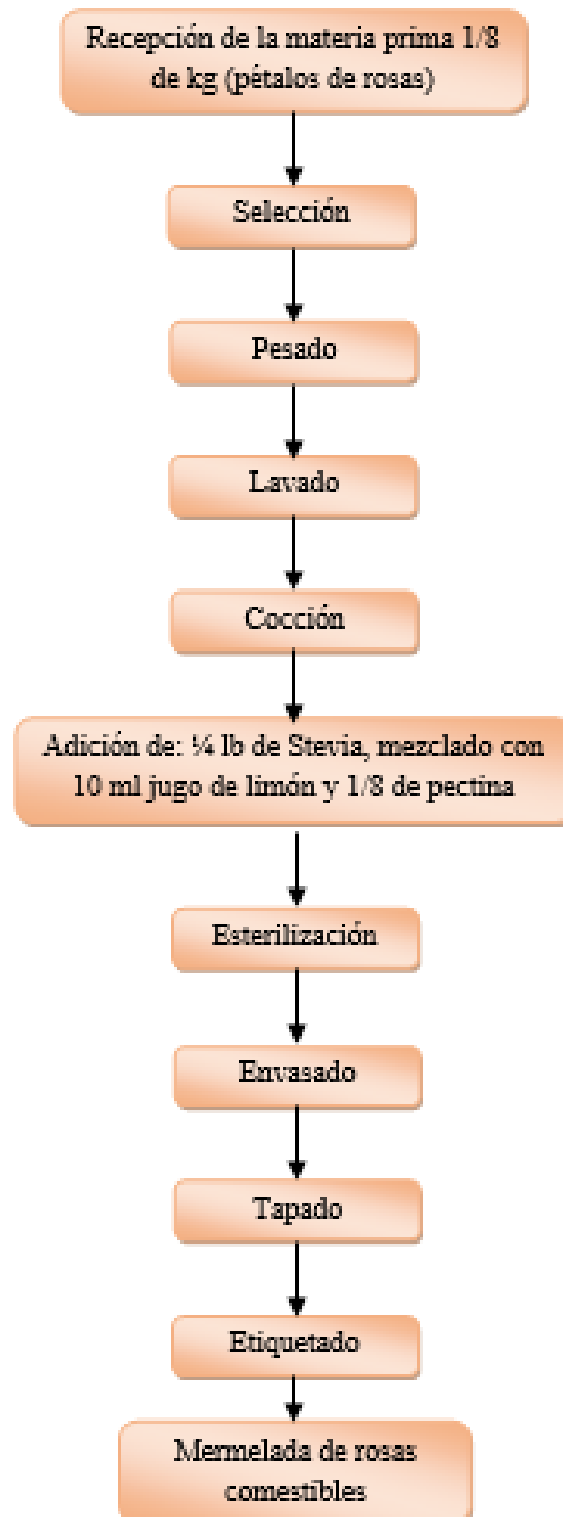 Recepción de la materia prima 1/8
de kg (pétalos de rosas)
Selección
Pesado
Lavado
Cocción
Adición de: ¼ lb de Stevia, mezclado con
10 ml jugo de limón y 1/8 de pectina
Esterilización
Envasado
Tapado
Etiquetado
Mermelada de rosas
comestibles